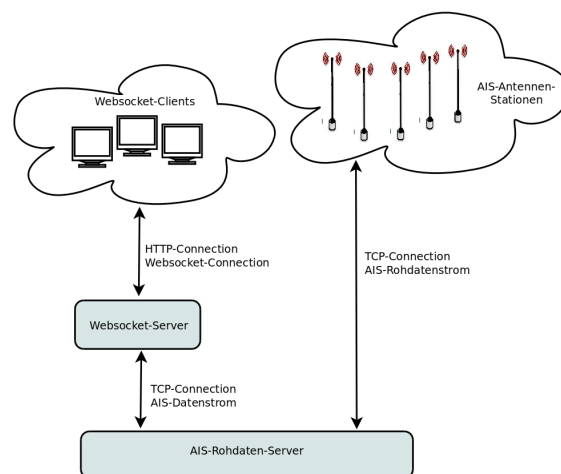 Websocket-Clients
AIS-Antennen-
Stationen
HTTP-Connection
Websocket-Connection
TCP-Connection
AIS-Rohdatenstrom
Websocket-Server
TCP-Connection
AIS-Datenstrom
AIS-Rohdaten-Server